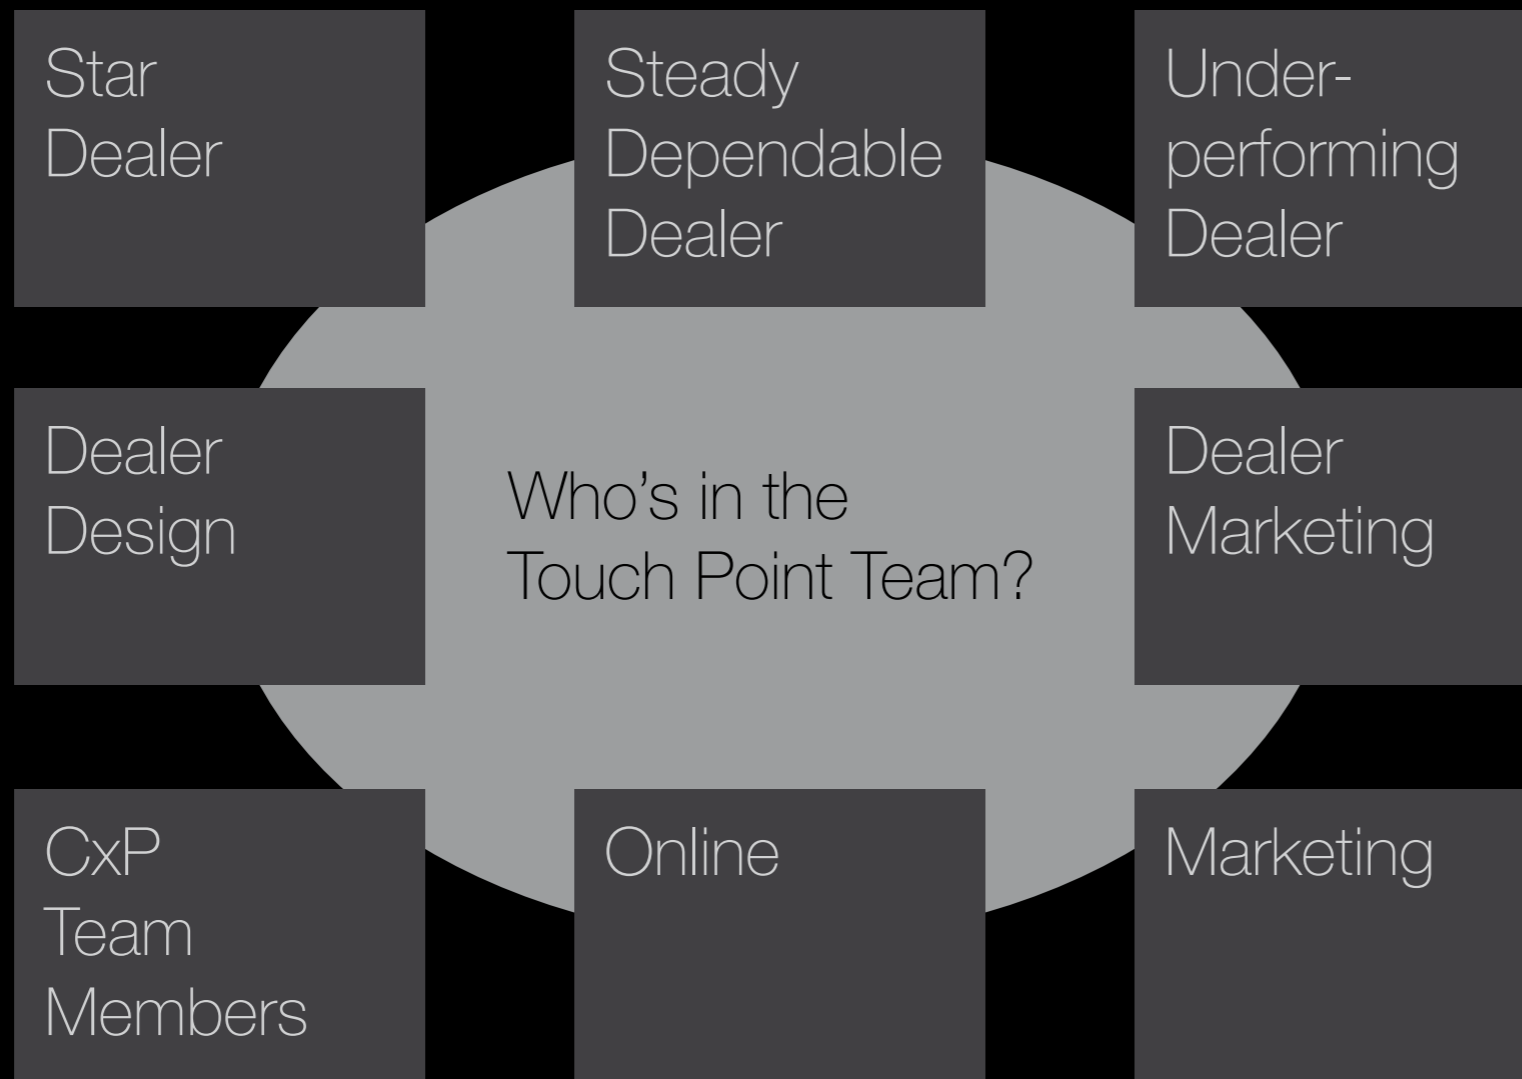 Star
Dealer
Steady
Dependable
Dealer
Under-
performing
Dealer
Dealer
Design
Who’s in the
Touch Point Team?
Dealer
Marketing
CxP
Team
Members
Online
Marketing